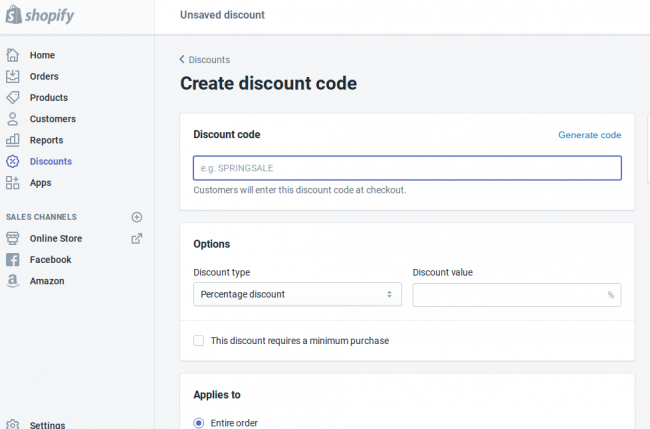 shopify
Unsaved discount
Home
Orders
Products
Customers
Reports
Discounts
Apps
SALES CHANNELS
Online Store
Facebook
Amazon
Settings
Discounts
Create discount code
Discount code
Generate code
e.g. SPRINGSALE
Customers will enter this discount code at checkout.
Options
Discount type
Discount value
Percentage discount
%
This discount requires a minimum purchase
Applies to
Entire order